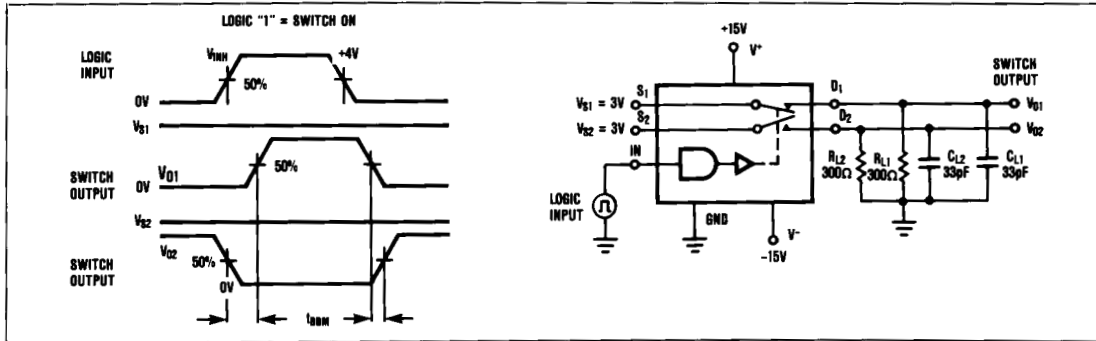 LOGIC "1" = SWITCH ON
LOGIC
INPUT
VINH
+4V
50%
0V
VS1
SWITCH
OUTPUT
VO1
50%
0V
VS2
SWITCH
OUTPUT
VO2
50%
0V
tBBM
+15V
V+
SWITCH
OUTPUT
S1
D1
VS1 = 3V
VO1
S2
D2
VS2 = 3V
VO2
IN
RL2
300Ω
RL1
300Ω
CL2
33pF
CL1
33pF
LOGIC
INPUT
GND
V-
-15V